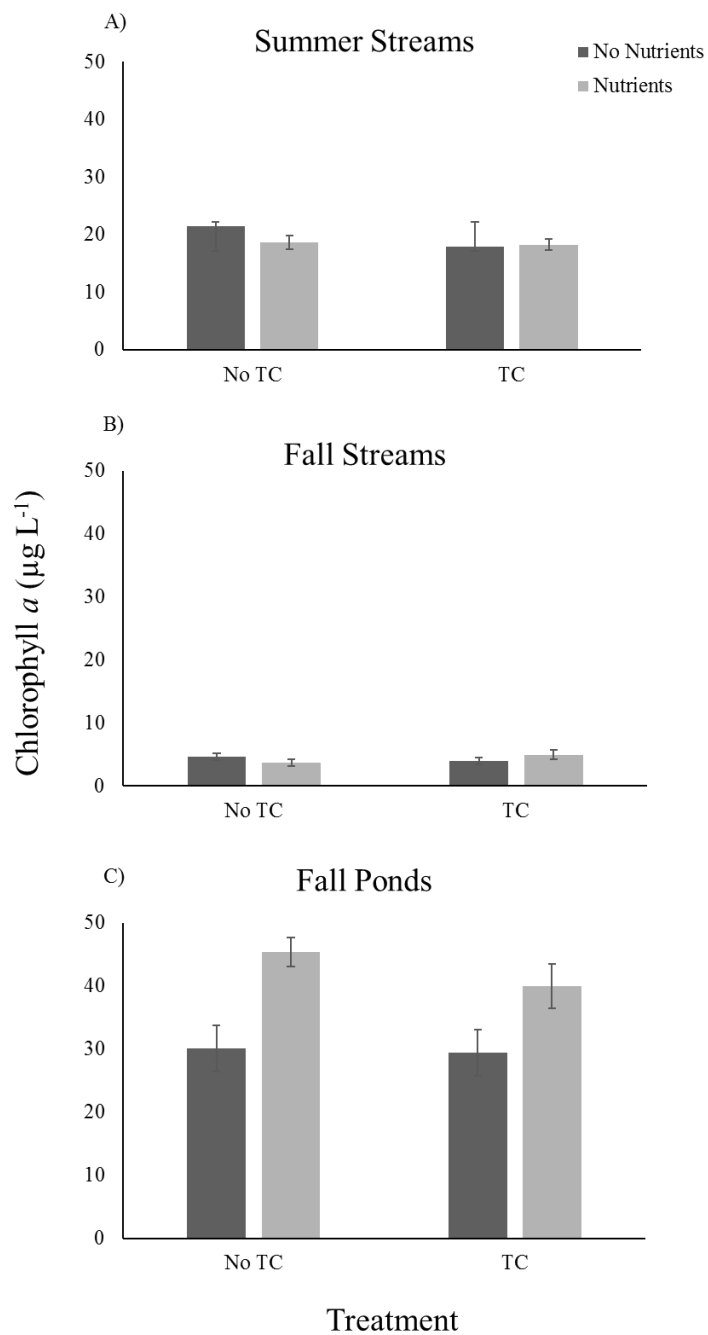 A)
Summer Streams
No Nutrients
Nutrients
50
40
30
20
10
0
No TC TC
B)
Fall Streams
50
40
30
20
10
0
No TC TC
Chlorophyll a (µg L-1)
C)
Fall Ponds
50
40
30
20
10
0
No TC TC
Treatment